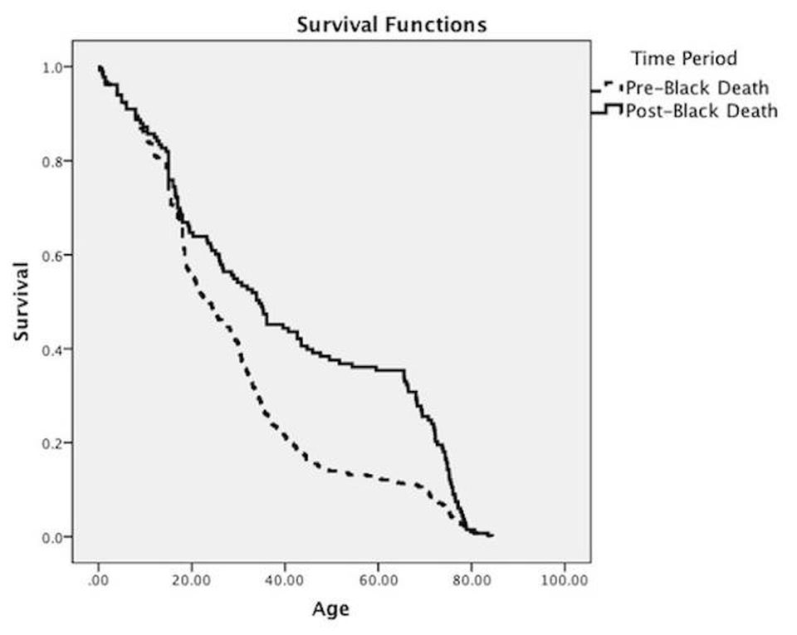 Survival Functions
Time Period
Pre-Black Death
Post-Black Death
1.0
0.8
0.6
0.4
0.2
0.0
Survival
.00 20.00 40.00 60.00 80.00 100.00
Age